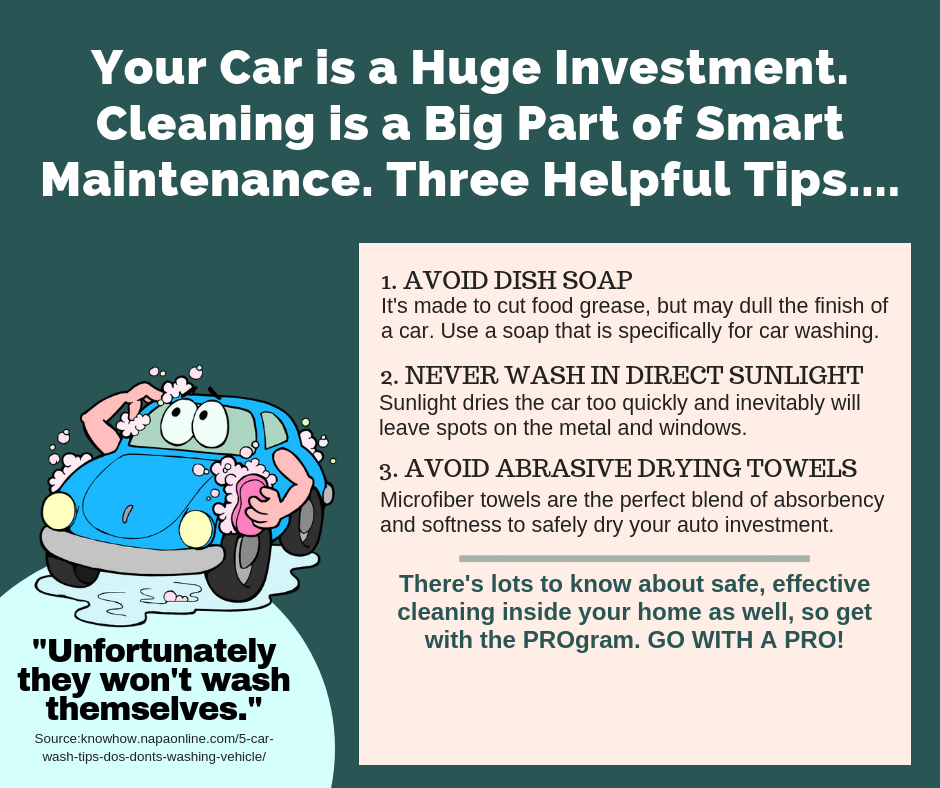 Your Car is a Huge Investment.
Cleaning is a Big Part of Smart
Maintenance. Three Helpful Tips....
1. AVOID DISH SOAP
It's made to cut food grease, but may dull the finish of
a car. Use a soap that is specifically for car washing.
2. NEVER WASH IN DIRECT SUNLIGHT
Sunlight dries the car too quickly and inevitably will
leave spots on the metal and windows.
3. AVOID ABRASIVE DRYING TOWELS
Microfiber towels are the perfect blend of absorbency
and softness to safely dry your auto investment.
There's lots to know about safe, effective
cleaning inside your home as well, so get
with the PROgram. GO WITH A PRO!
"Unfortunately
they won't wash
themselves."
Source:knowhow.napaonline.com/5-car-
wash-tips-dos-donts-washing-vehicle/